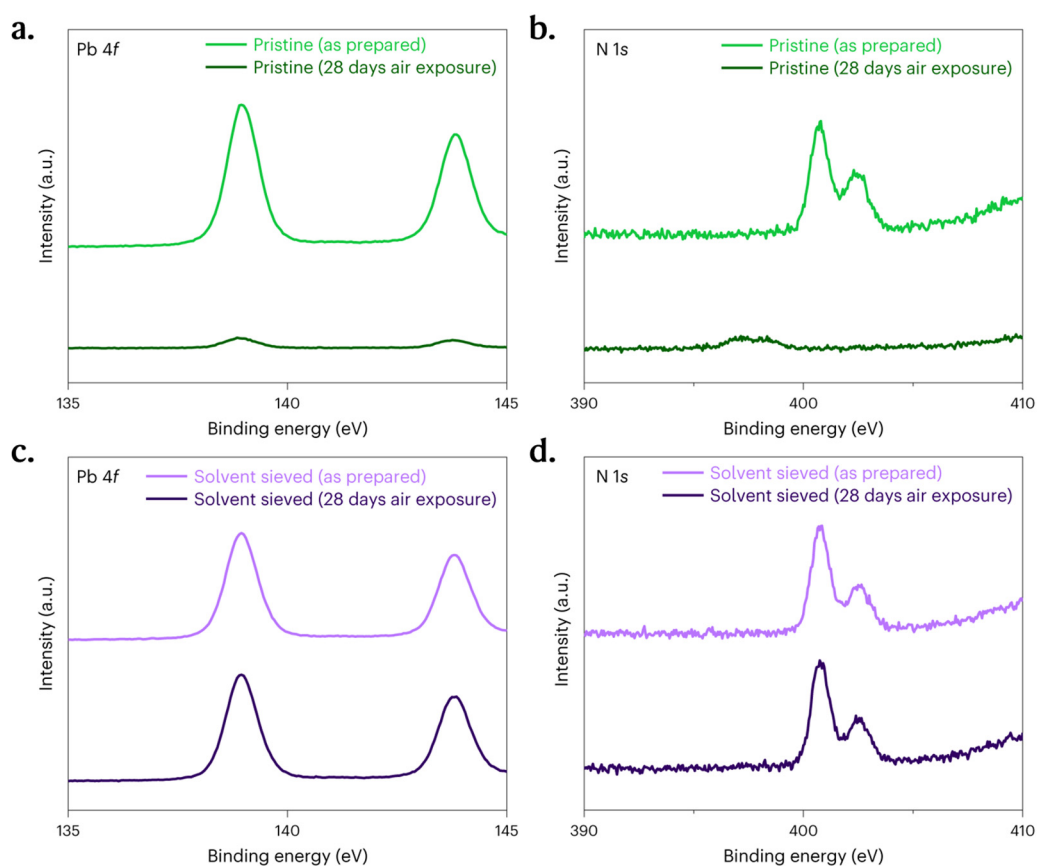 a.
Pb 4f
Pristine (as prepared)
Pristine (28 days air exposure)
Intensity (a.u.)
135
140
145
Binding energy (eV)
b.
N 1s
Pristine (as prepared)
Pristine (28 days air exposure)
Intensity (a.u.)
390
400
410
Binding energy (eV)
c.
Pb 4f
Solvent sieved (as prepared)
Solvent sieved (28 days air exposure)
Intensity (a.u.)
135
140
145
Binding energy (eV)
d.
N 1s
Solvent sieved (as prepared)
Solvent sieved (28 days air exposure)
Intensity (a.u.)
390
400
410
Binding energy (eV)